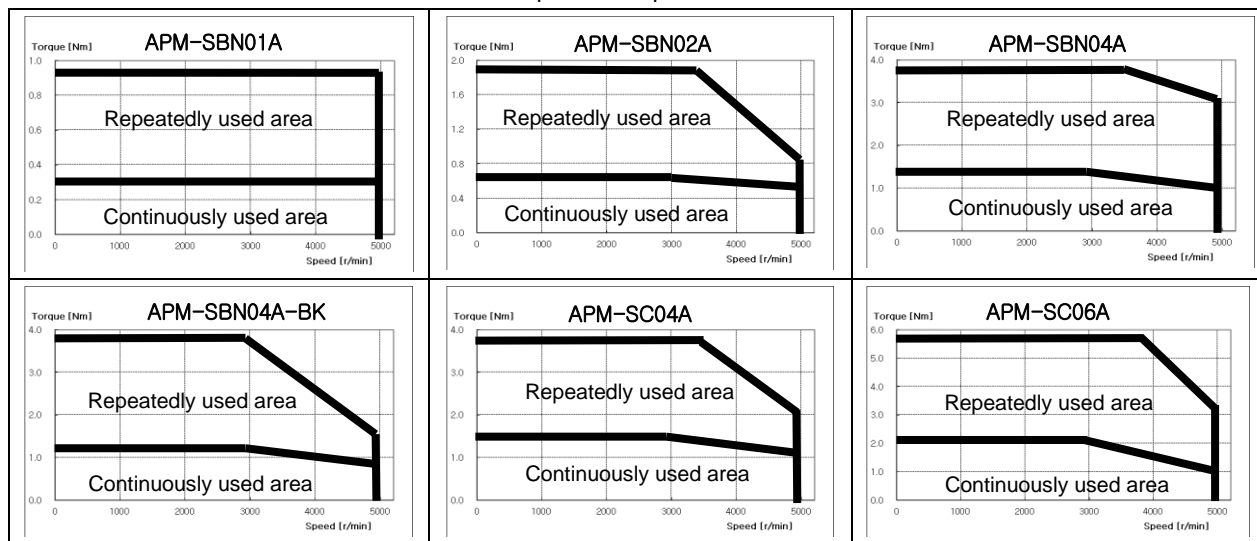 APM-SBN01A
Torque [Nm]
1.0
0.8
0.6
0.4
0.2
0.0
Repeatedly used area
Continuously used area
0 1000 2000 3000 4000 5000
Speed [r/min]
APM-SBN02A
Torque [Nm]
2.0
1.6
1.2
0.8
0.4
0.0
Repeatedly used area
Continuously used area
0 1000 2000 3000 4000 5000
Speed [r/min]
APM-SBN04A
Torque [Nm]
4.0
3.0
2.0
1.0
0.0
Repeatedly used area
Continuously used area
0 1000 2000 3000 4000 5000
Speed [r/min]
APM-SBN04A-BK
Torque [Nm]
4.0
3.0
2.0
1.0
0.0
Repeatedly used area
Continuously used area
0 1000 2000 3000 4000 5000
Speed [r/min]
APM-SC04A
Torque [Nm]
4.0
3.0
2.0
1.0
0.0
Repeatedly used area
Continuously used area
0 1000 2000 3000 4000 5000
Speed [r/min]
APM-SC06A
Torque [Nm]
6.0
5.0
4.0
3.0
2.0
1.0
0.0
Repeatedly used area
Continuously used area
0 1000 2000 3000 4000 5000
Speed [r/min]